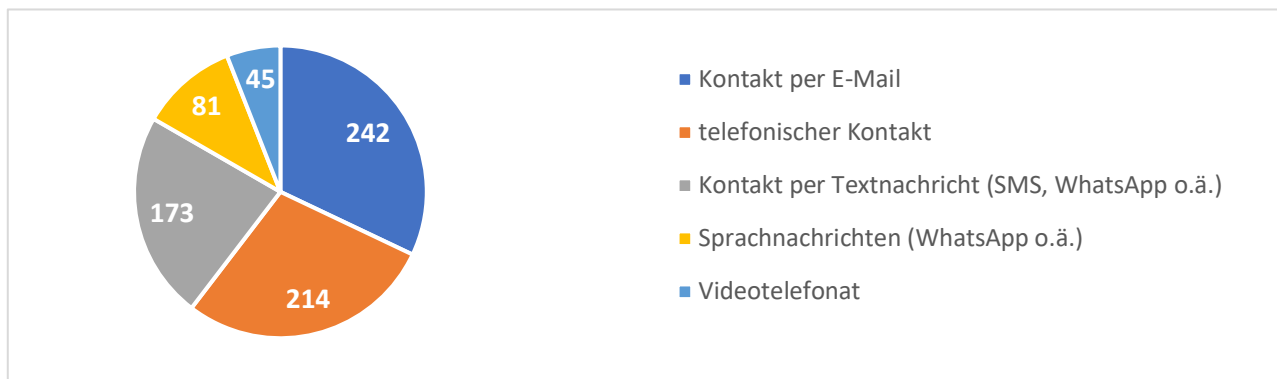 45
81
242
173
214
Kontakt per E-Mail
telefonischer Kontakt
Kontakt per Textnachricht (SMS, WhatsApp o.ä.)
Sprachnachrichten (WhatsApp o.ä.)
Videotelefonat